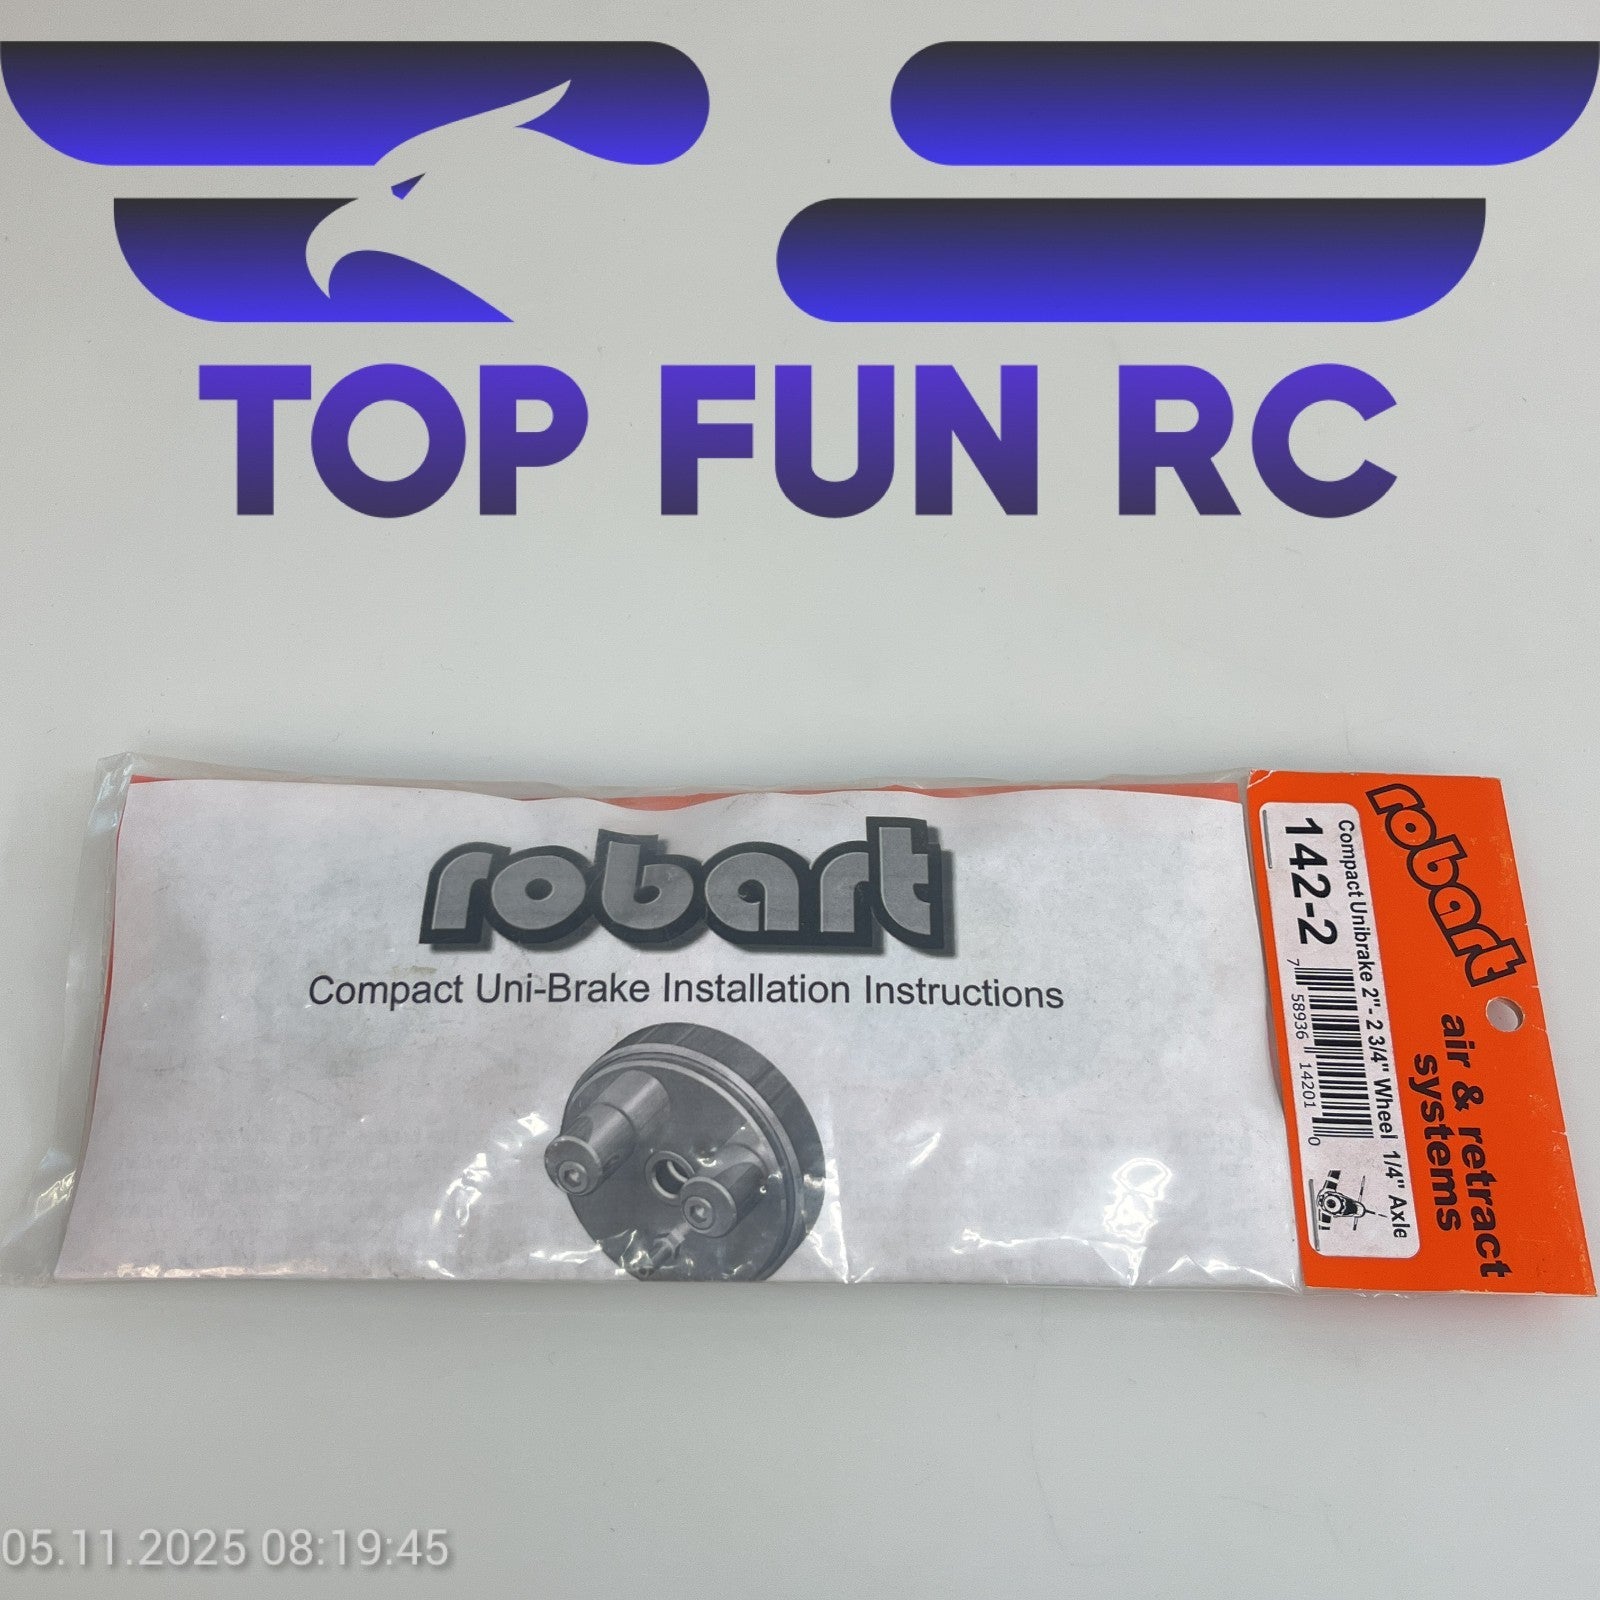 TOP FUN RC
robart
Compact Uni-Brake Installation Instructions
robart
air & retract
systems
Compact Unibrake 2"- 2 3/4" Wheel 1/4" Axle
142-2
7 58936 14201 0
05.11.2025 08:19:45